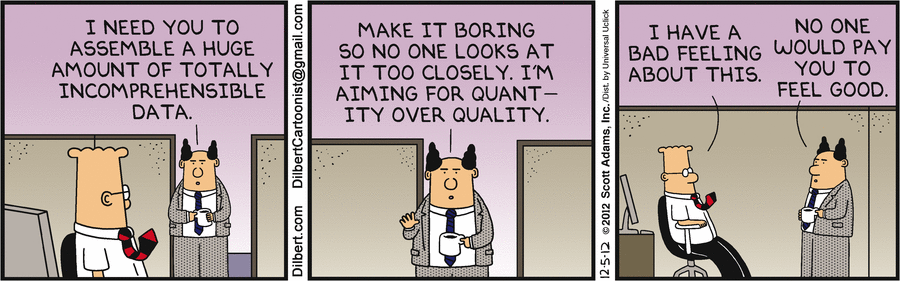 I NEED YOU TO
ASSEMBLE A HUGE
AMOUNT OF TOTALLY
INCOMPREHENSIBLE
DATA.
Dilbert.com DilbertCartoonist@gmail.com
MAKE IT BORING
SO NO ONE LOOKS AT
IT TOO CLOSELY. I'M
AIMING FOR QUANT—
ITY OVER QUALITY.
12-5-12 ©2012 Scott Adams, Inc. /Dist. by Universal Uclick
I HAVE A
BAD FEELING
ABOUT THIS.
NO ONE
WOULD PAY
YOU TO
FEEL GOOD.